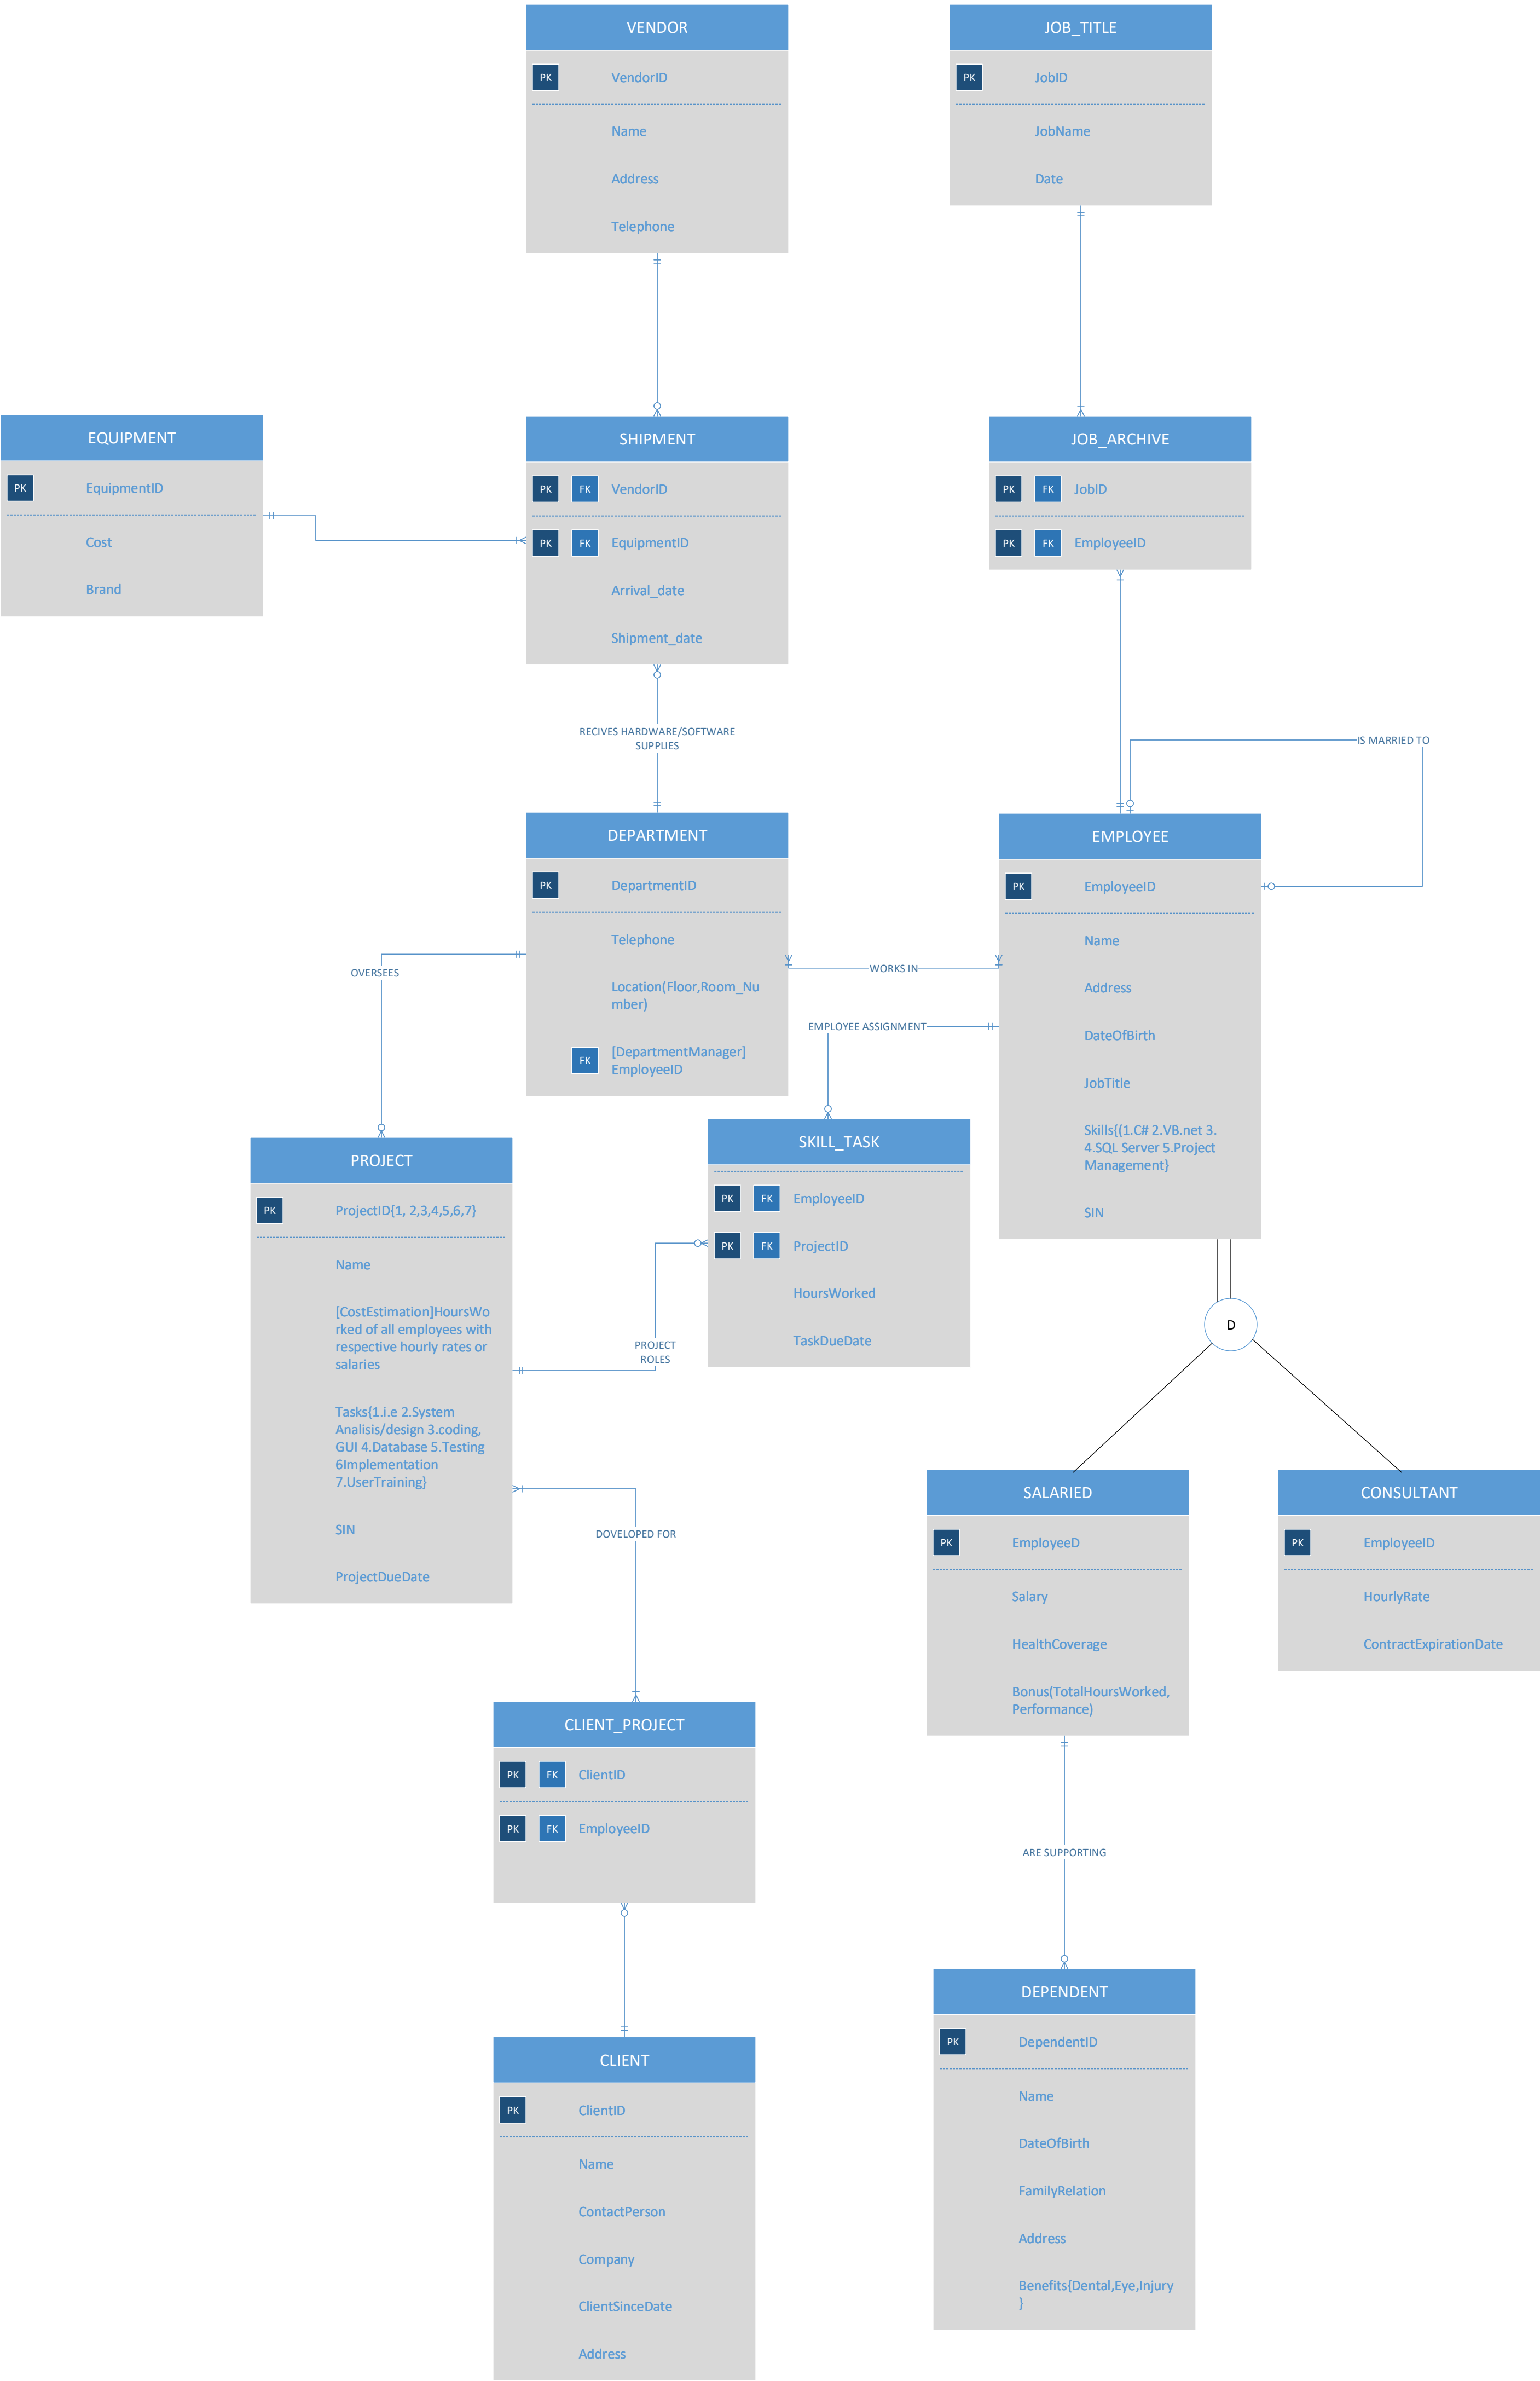 VENDOR
PK VendorID
Name
Address
Telephone
JOB_TITLE
PK JobID
JobName
Date
EQUIPMENT
PK EquipmentID
Cost
Brand
SHIPMENT
PK FK VendorID
PK FK EquipmentID
Arrival_date
Shipment_date
JOB_ARCHIVE
PK FK JobID
PK FK EmployeeID
RECIVES HARDWARE/SOFTWARE
SUPPLIES
IS MARRIED TO
DEPARTMENT
PK DepartmentID
Telephone
Location(Floor,Room_Nu
mber)
FK [DepartmentManager]
EmployeeID
EMPLOYEE
PK EmployeeID
Name
Address
DateOfBirth
JobTitle
Skills{(1.C# 2.VB.net 3.
4.SQL Server 5.Project
Management}
SIN
OVERSEES
WORKS IN
EMPLOYEE ASSIGNMENT
PROJECT
PK ProjectID{1, 2,3,4,5,6,7}
Name
[CostEstimation]HoursWo
rked of all employees with
respective hourly rates or
salaries
Tasks{1.i.e 2.System
Analisis/design 3.coding,
GUI 4.Database 5.Testing
6Implementation
7.UserTraining}
SIN
ProjectDueDate
SKILL_TASK
PK FK EmployeeID
PK FK ProjectID
HoursWorked
TaskDueDate
PROJECT
ROLES
D
DOVELOPED FOR
SALARIED
PK EmployeeD
Salary
HealthCoverage
Bonus(TotalHoursWorked,
Performance)
CONSULTANT
PK EmployeeID
HourlyRate
ContractExpirationDate
CLIENT_PROJECT
PK FK ClientID
PK FK EmployeeID
ARE SUPPORTING
CLIENT
PK ClientID
Name
ContactPerson
Company
ClientSinceDate
Address
DEPENDENT
PK DependentID
Name
DateOfBirth
FamilyRelation
Address
Benefits{Dental,Eye,Injury
}